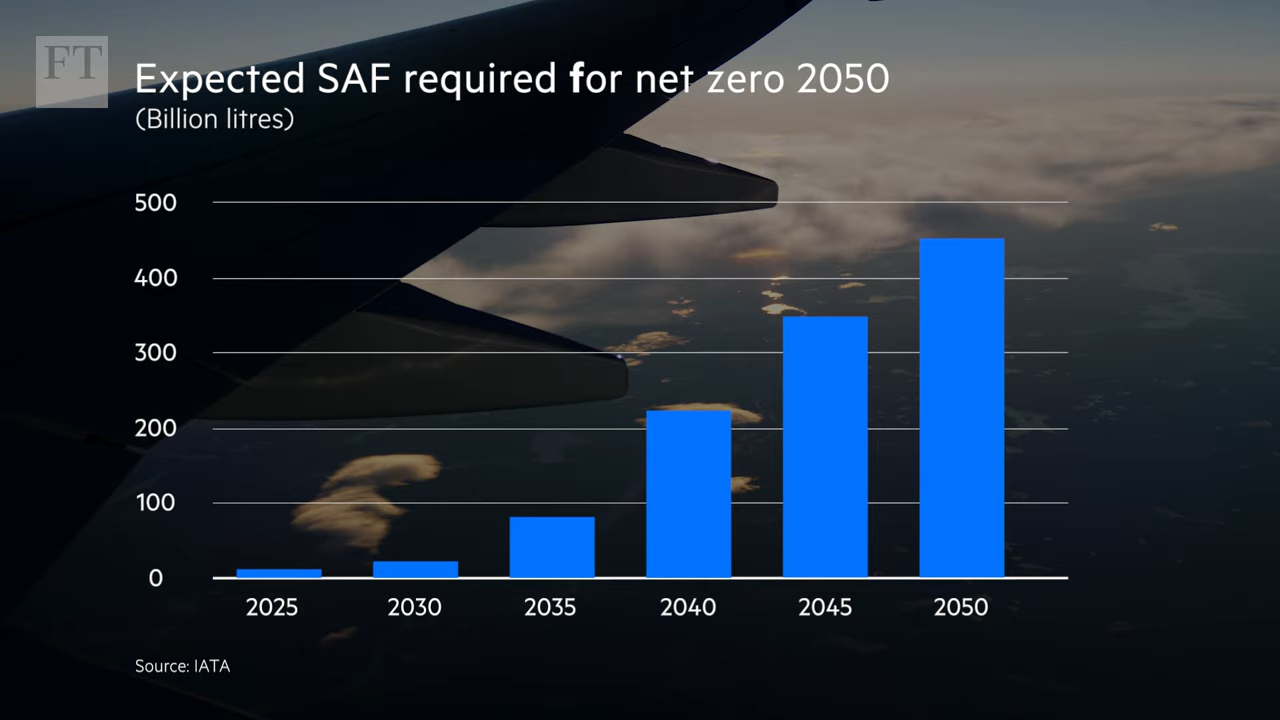 FT
Expected SAF required for net zero 2050
(Billion litres)
500
400
300
200
100
0
2025 2030 2035 2040 2045 2050
Source: IATA